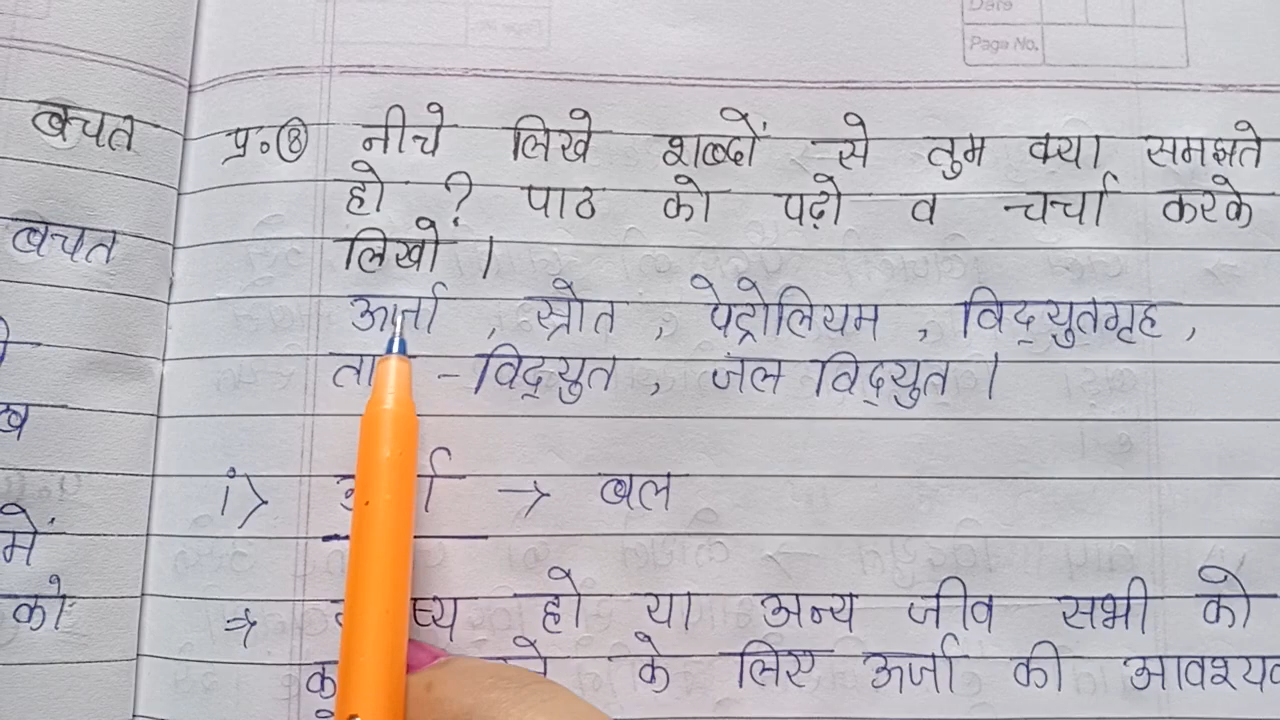 Date
Page No.
बचत
बचत
ख
में
को
प्र॰⑧ नीचे लिखे शब्दों से तुम क्या समझते
हो ? पाठ को पढ़ो व चर्चा करके
लिखो ।
ऊर्जा , स्त्रोत , पेट्रोलियम , विद्युतगृह ,
- विद्युत , जल विद्युत ।
i> → बल
⇒ हो या अन्य जीव सभी को
के लिए ऊर्जा की